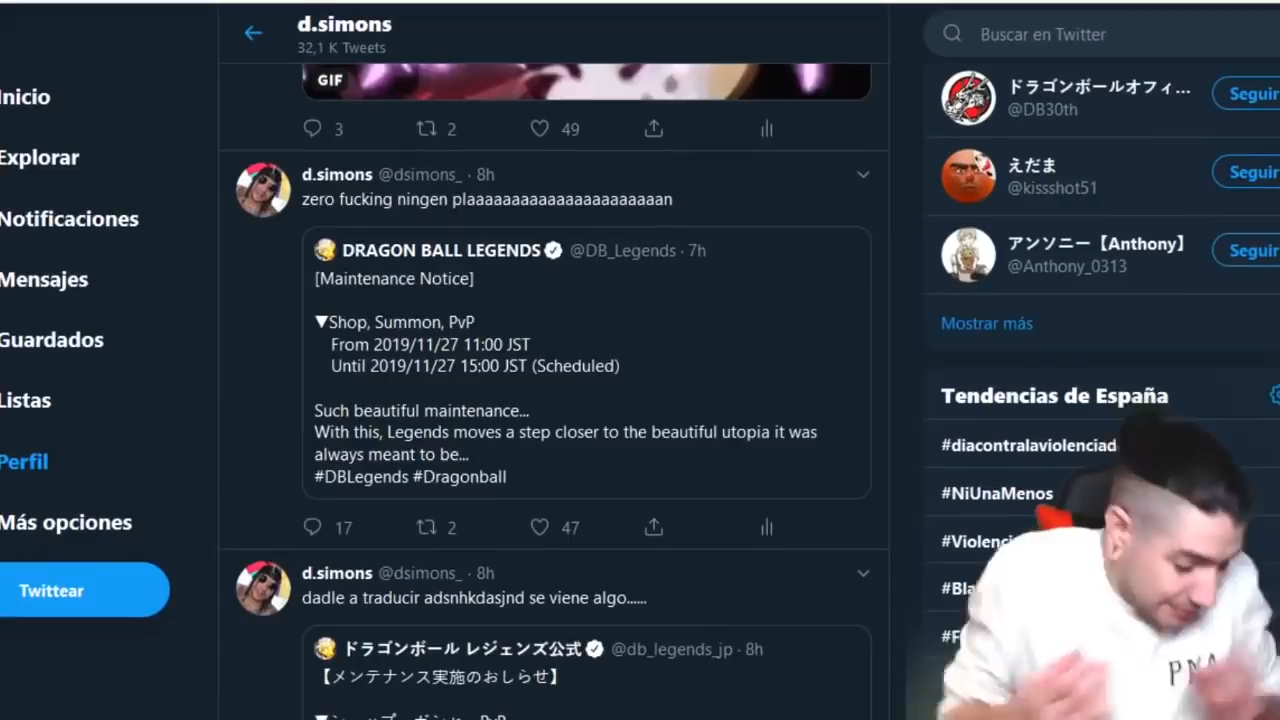 d.simons
32,1 K Tweets
Buscar en Twitter
Inicio
Explorar
Notificaciones
Mensajes
Guardados
Listas
Perfil
Más opciones
Twittear
GIF
3 2 49
d.simons @dsimons_ · 8h
zero fucking ningen plaaaaaaaaaaaaaaaaaaaaaan
DRAGON BALL LEGENDS @DB_Legends · 7h
[Maintenance Notice]
▼Shop, Summon, PvP
From 2019/11/27 11:00 JST
Until 2019/11/27 15:00 JST (Scheduled)
Such beautiful maintenance...
With this, Legends moves a step closer to the beautiful utopia it was
always meant to be...
#DBLegends #Dragonball
17 2 47
d.simons @dsimons_ · 8h
dadle a traducir adsnhkdasjnd se viene algo......
ドラゴンボール レジェンズ公式 @db_legends_jp · 8h
【メンテナンス実施のおしらせ】
ドラゴンボールオフィ...
@DB30th
Seguir
えだま
@kissshot51
Seguir
アンソニー【Anthony】
@Anthony_0313
Seguir
Mostrar más
Tendencias de España
#diacontralaviolenciad
#NiUnaMenos
#Violenci
#Bla
#F